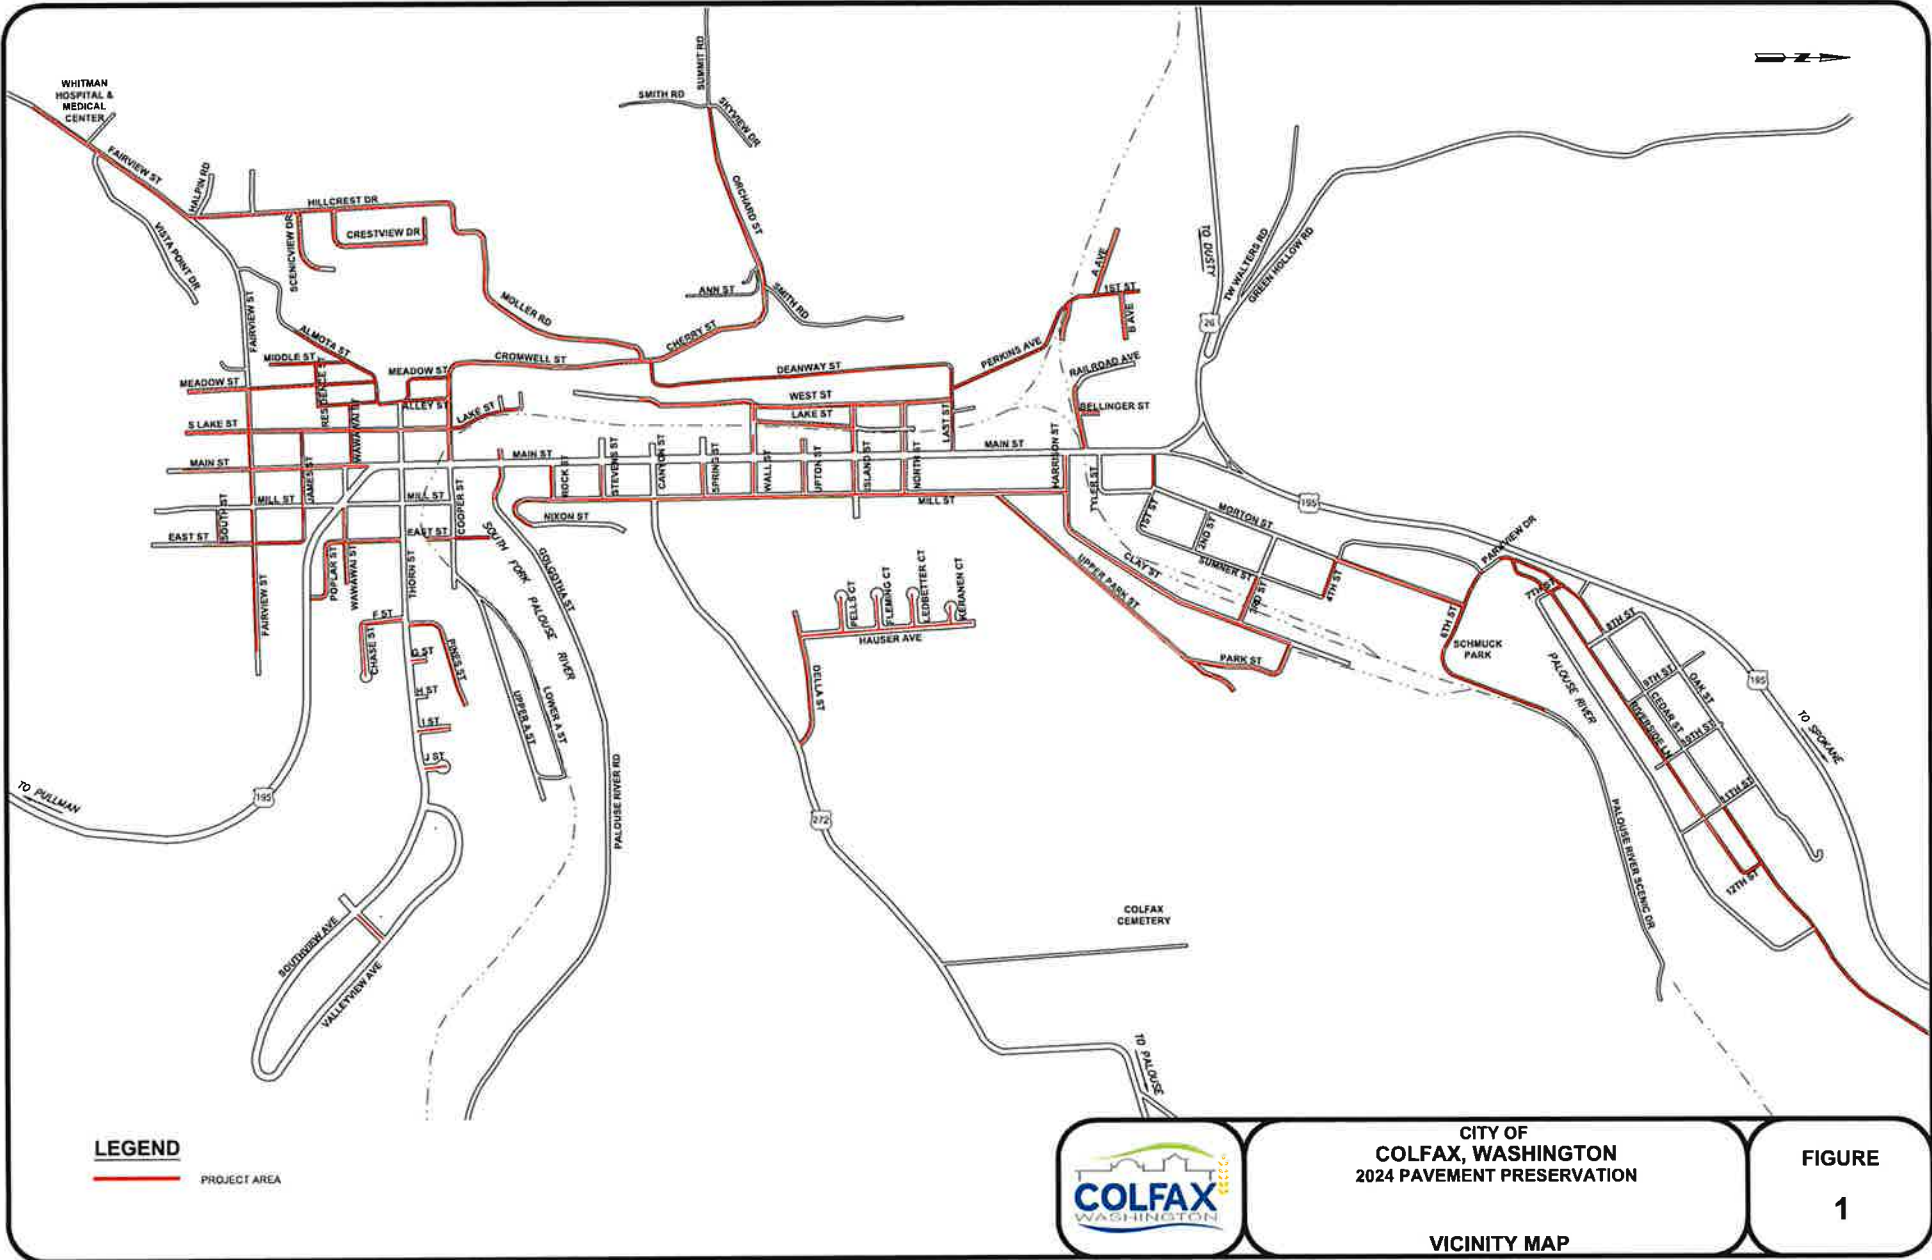 WHITMAN
HOSPITAL &
MEDICAL
CENTER
FAIRVIEW ST
HALPIN RD
VISTA POINT DR
HILLCREST DR
SCENICVIEW DR
CRESTVIEW DR
SMITH RD
SUMMIT RD
SKYVIEW DR
ORCHARD ST
ANN ST
SMITH RD
MOLLER RD
CHERRY ST
N
TO DUSTY
26
TW WALTERS RD
GREEN HOLLOW RD
A AVE
1ST ST
B AVE
PERKINS AVE
RAILROAD AVE
BELLINGER ST
FAIRVIEW ST
ALMOTA ST
MIDDLE ST
MEADOW ST
RESIDENCE ST
WAWAWAI ST
MEADOW ST
ALLEY ST
CROMWELL ST
LAKE ST
DEANWAY ST
WEST ST
LAKE ST
LAST ST
S LAKE ST
MAIN ST
MAIN ST
MAIN ST
JAMES ST
MILL ST
MILL ST
MILL ST
SOUTH ST
EAST ST
EAST ST
COOPER ST
ROCK ST
STEVENS ST
CANYON ST
SPRING ST
WALL ST
UPTON ST
ISLAND ST
NORTH ST
HARRISON ST
TYLER ST
NIXON ST
SOUTH FORK PALOUSE RIVER
GOLGOTHA ST
FAIRVIEW ST
POPLAR ST
WAWAWAI ST
THORN ST
F ST
CHASE ST
G ST
PINES ST
H ST
I ST
J ST
UPPER A ST
LOWER A ST
PALOUSE RIVER RD
195
TO PULLMAN
SOUTHVIEW AVE
VALLEYVIEW AVE
PELLS CT
FLEMING CT
LEDBETTER CT
KERANEN CT
HAUSER AVE
DELLA ST
272
COLFAX
CEMETERY
TO PALOUSE
UPPER PARK ST
CLAY ST
PARK ST
1ST ST
2ND ST
MORTON ST
SUMNER ST
3RD ST
4TH ST
195
PARKVIEW DR
6TH ST
SCHMUCK
PARK
7TH ST
8TH ST
9TH ST
OAK ST
CEDAR ST
10TH ST
RIVERSIDE LN
11TH ST
12TH ST
PALOUSE RIVER
PALOUSE RIVER SCENIC DR
195
TO SPOKANE
LEGEND
PROJECT AREA
COLFAX
WASHINGTON
CITY OF
COLFAX, WASHINGTON
2024 PAVEMENT PRESERVATION
VICINITY MAP
FIGURE
1